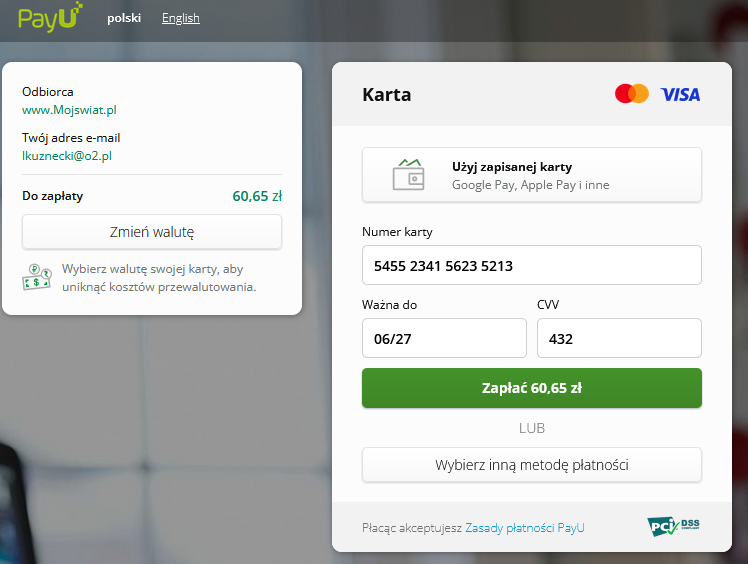 PayU
polski English
Odbiorca
www.Mojswiat.pl
Twój adres e-mail
lkuznecki@o2.pl
Do zapłaty 60,65 zł
Zmień walutę
Wybierz walutę swojej karty, aby
uniknąć kosztów przewalutowania.
Karta
VISA
Użyj zapisanej karty
Google Pay, Apple Pay i inne
Numer karty
5455 2341 5623 5213
Ważna do CVV
06/27 432
Zapłać 60,65 zł
LUB
Wybierz inną metodę płatności
Płacąc akceptujesz Zasady płatności PayU
PCI DSS